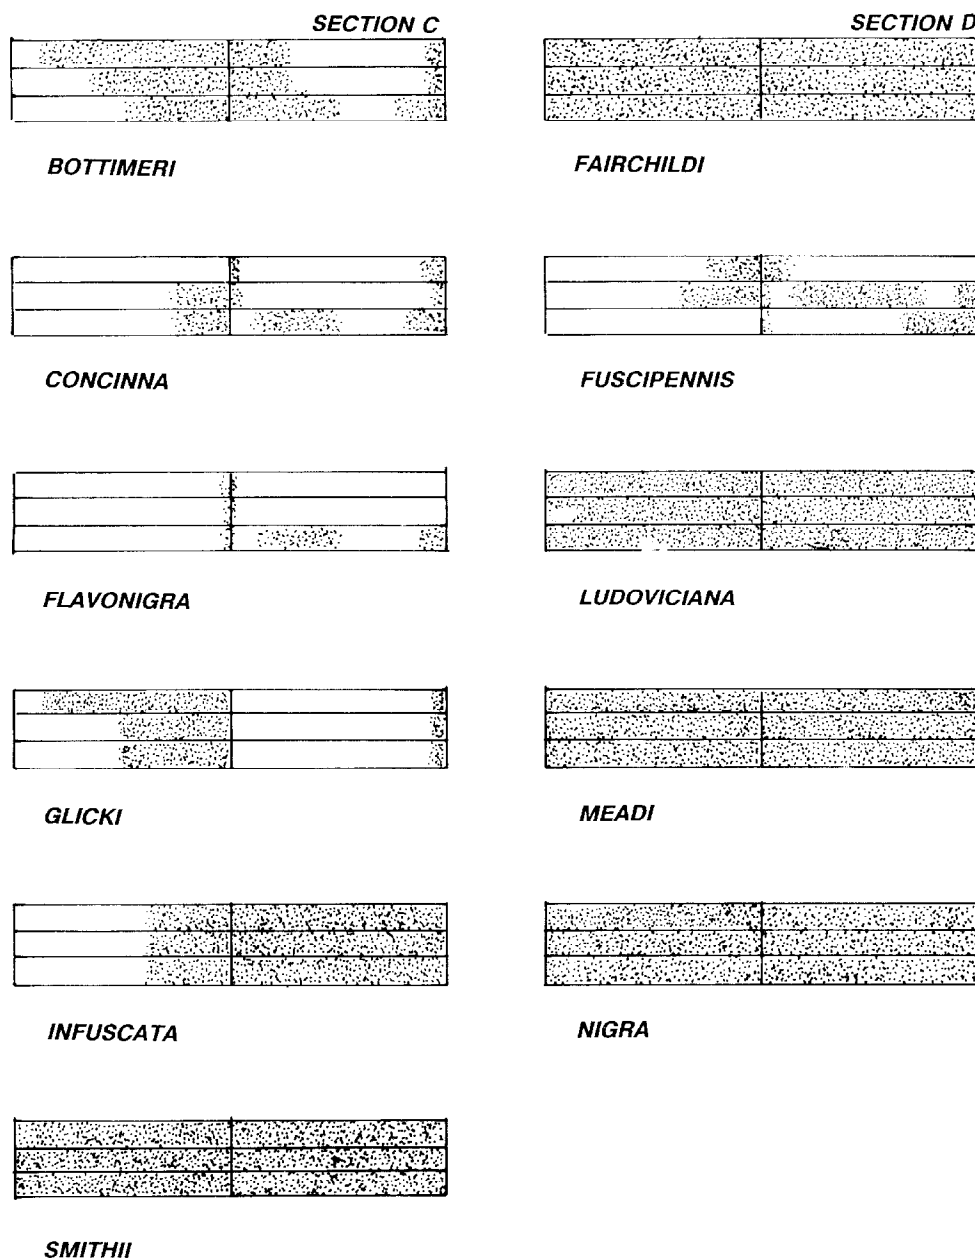 SECTION C
SECTION D
BOTTIMERI
FAIRCHILDI
CONCINNA
FUSCIPENNIS
FLAVONIGRA
LUDOVICIANA
GLICKI
MEADI
INFUSCATA
NIGRA
SMITHII